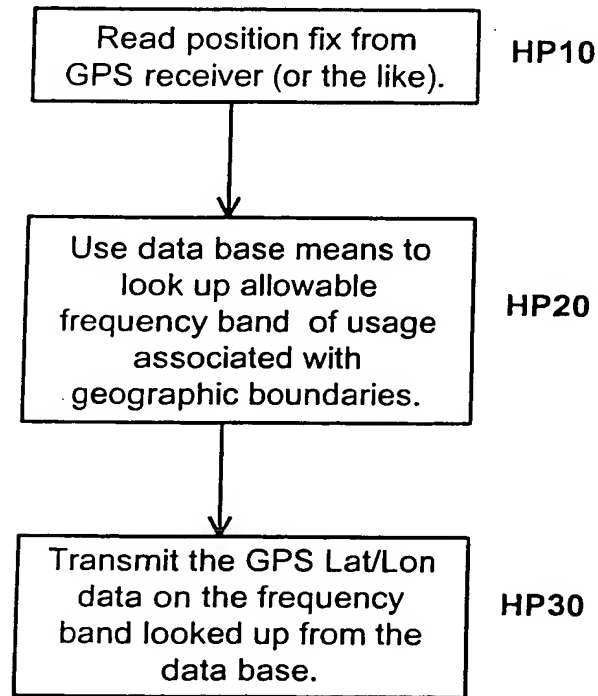 Read position fix from
GPS receiver (or the like).
HP10
Use data base means to
look up allowable
frequency band of usage
associated with
geographic boundaries.
HP20
Transmit the GPS Lat/Lon
data on the frequency
band looked up from the
data base.
HP30